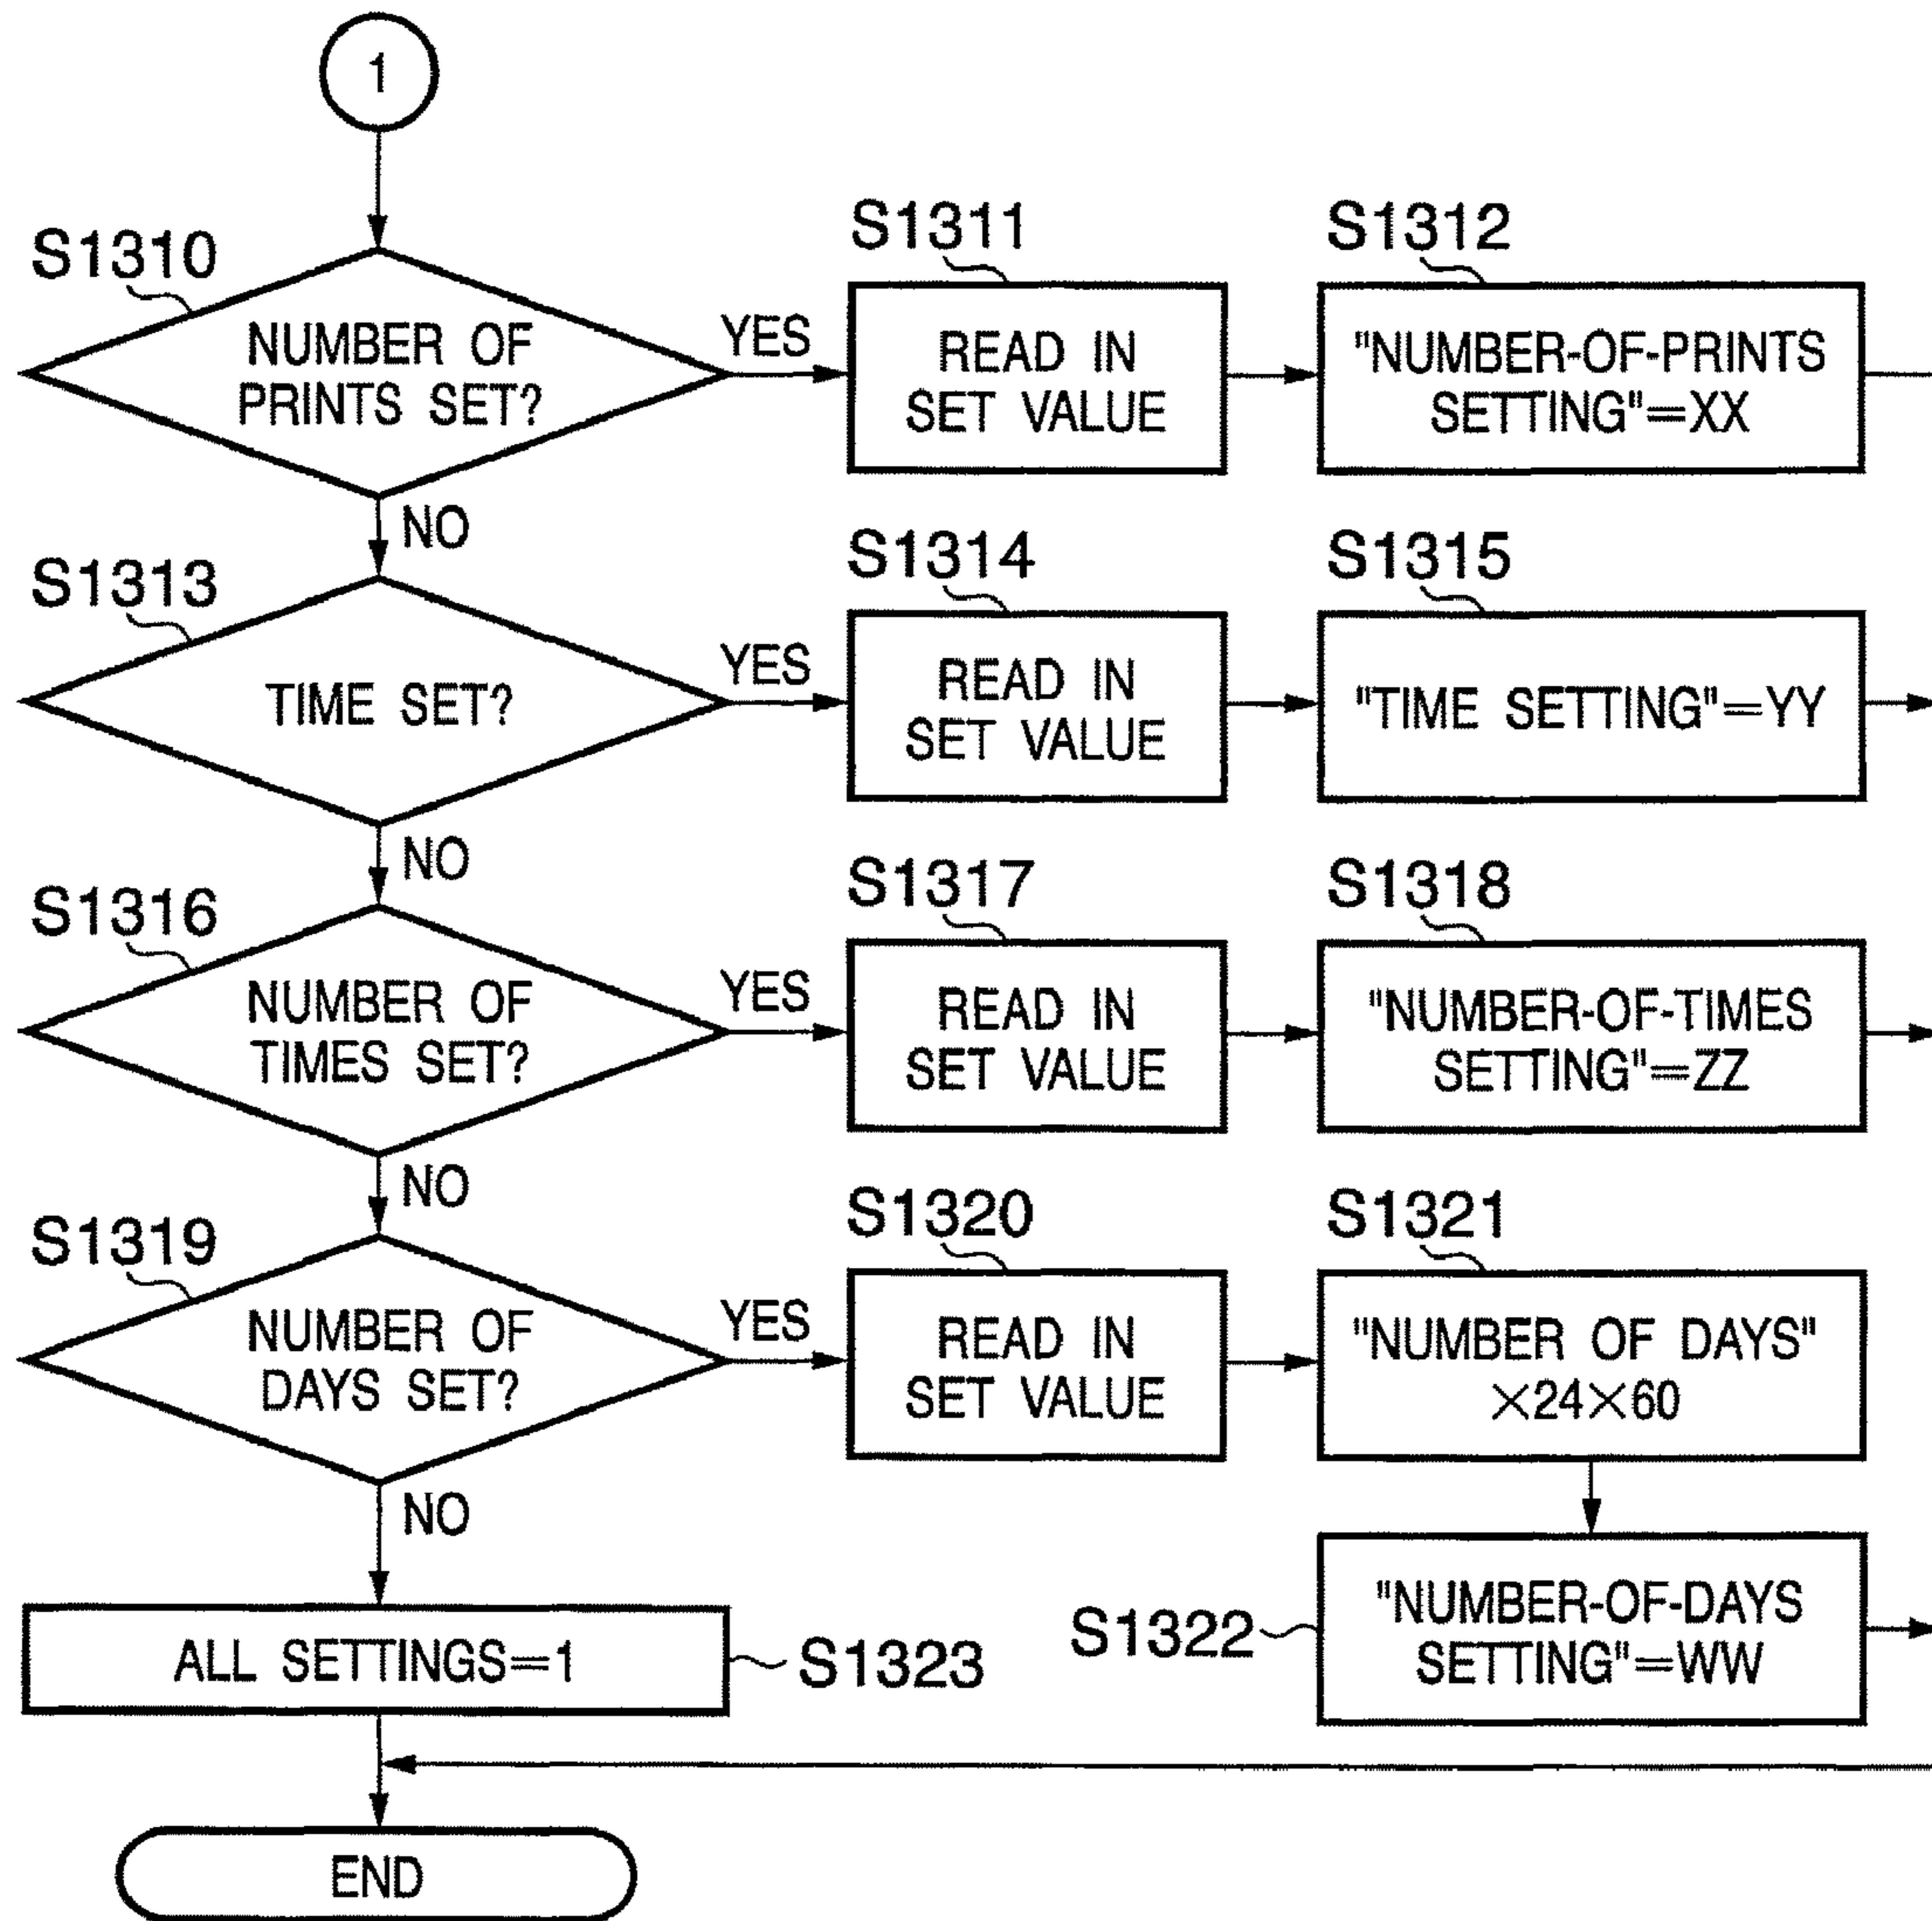 1
S1310
NUMBER OF
PRINTS SET?
YES
S1311
READ IN
SET VALUE
S1312
"NUMBER-OF-PRINTS
SETTING"=XX
NO
S1313
TIME SET?
YES
S1314
READ IN
SET VALUE
S1315
"TIME SETTING"=YY
NO
S1316
NUMBER OF
TIMES SET?
YES
S1317
READ IN
SET VALUE
S1318
"NUMBER-OF-TIMES
SETTING"=ZZ
NO
S1319
NUMBER OF
DAYS SET?
YES
S1320
READ IN
SET VALUE
S1321
"NUMBER OF DAYS"
×24×60
NO
S1322
"NUMBER-OF-DAYS
SETTING"=WW
ALL SETTINGS=1
S1323
END